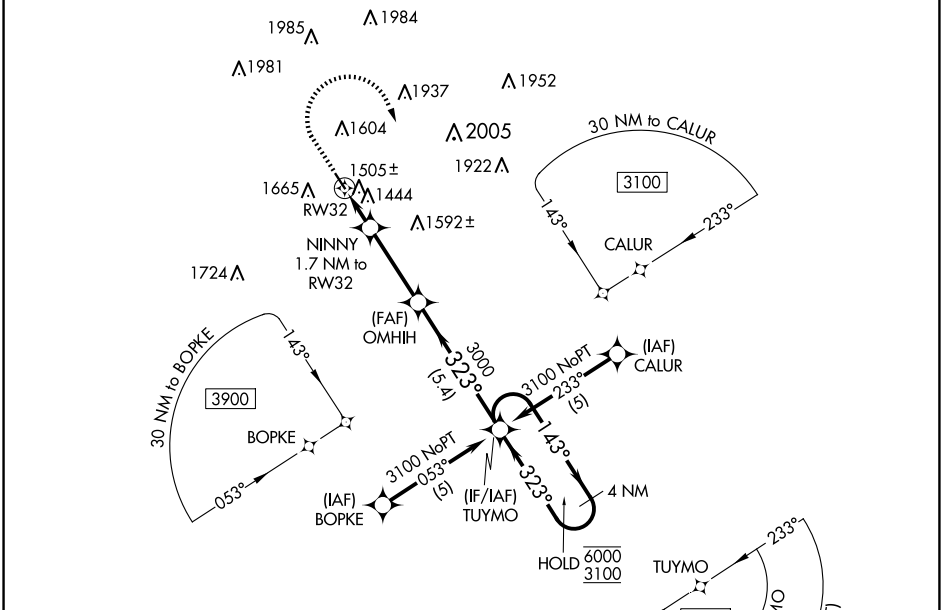 1984
1985
1981
1937
1952
1604
2005
1922
1505±
1665
1444
RW32
1592±
NINNY
1.7 NM to
RW32
1724
30 NM to CALUR
3100
143°
233°
CALUR
(FAF)
OMHIH
3000
323°
(5.4)
30 NM to BOPKE
143°
3900
BOPKE
053°
(IAF)
CALUR
3100 NoPT
233°
(5)
3100 NoPT
053°
(5)
(IAF)
BOPKE
(IF/IAF)
TUYMO
143°
323°
4 NM
HOLD
6000
3100
TUYMO
233°